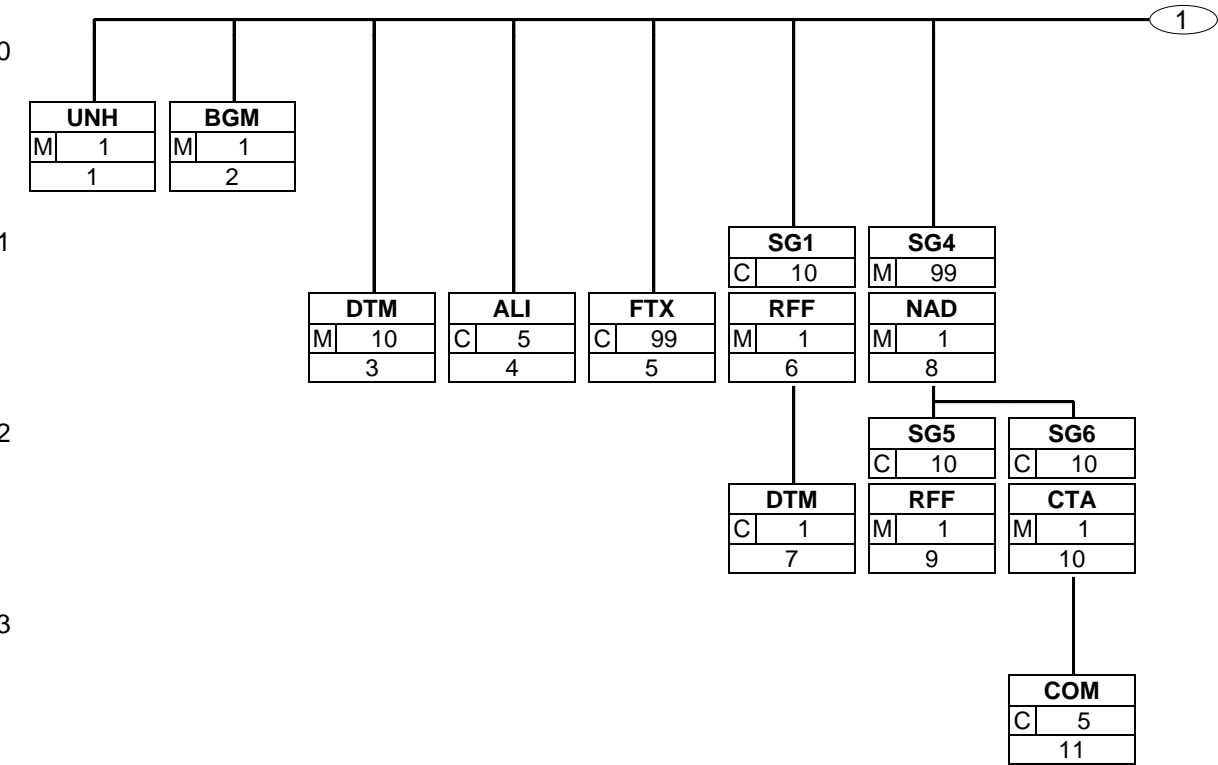 1
0
UNH BGM
M 1 M 1
1 2
1
SG1 SG4
C 10 M 99
DTM ALI FTX RFF NAD
M 10 C 5 C 99 M 1 M 1
3 4 5 6 8
2
SG5 SG6
C 10 C 10
DTM RFF CTA
C 1 M 1 M 1
7 9 10
3
COM
C 5
11